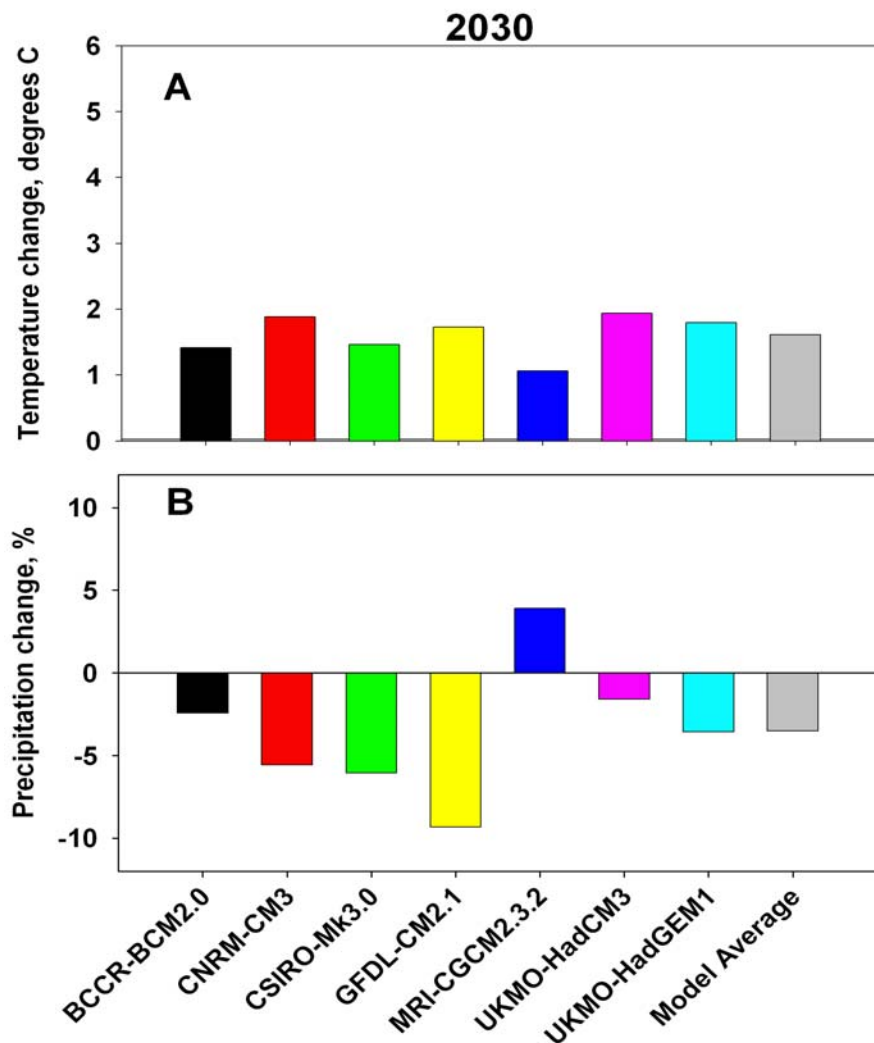 2030
A
Temperature change, degrees C
6
5
4
3
2
1
0
B
Precipitation change, %
10
5
0
-5
-10
BCCR-BCM2.0
CNRM-CM3
CSIRO-Mk3.0
GFDL-CM2.1
MRI-CGCM2.3.2
UKMO-HadCM3
UKMO-HadGEM1
Model Average